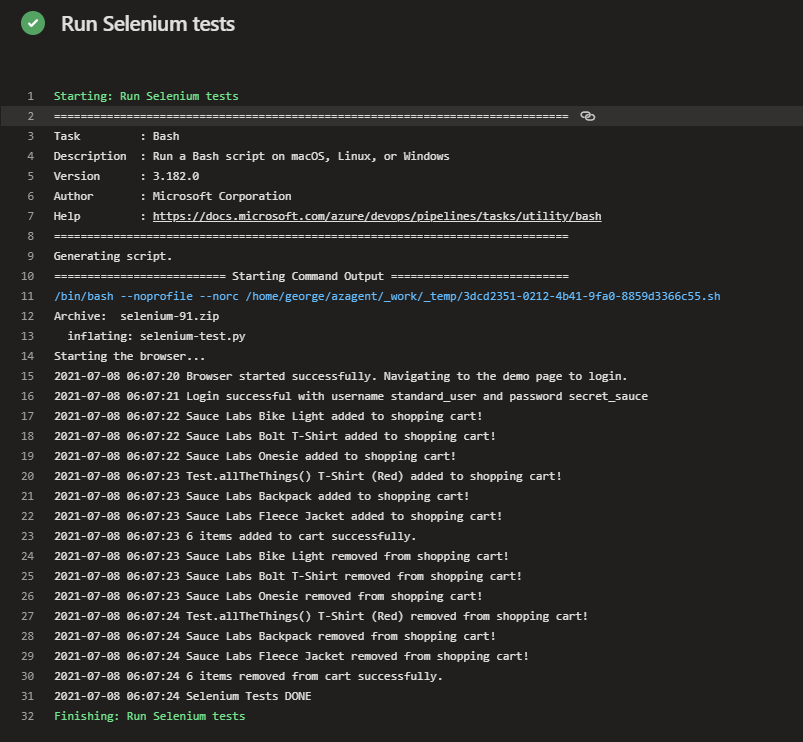 Run Selenium tests
1 Starting: Run Selenium tests
2 ==============================================================================
3 Task         : Bash
4 Description  : Run a Bash script on macOS, Linux, or Windows
5 Version      : 3.182.0
6 Author       : Microsoft Corporation
7 Help         : https://docs.microsoft.com/azure/devops/pipelines/tasks/utility/bash
8 ==============================================================================
9 Generating script.
10 ========================== Starting Command Output ===========================
11 /bin/bash --noprofile --norc /home/george/azagent/_work/_temp/3dcd2351-0212-4b41-9fa0-8859d3366c55.sh
12 Archive:  selenium-91.zip
13   inflating: selenium-test.py
14 Starting the browser...
15 2021-07-08 06:07:20 Browser started successfully. Navigating to the demo page to login.
16 2021-07-08 06:07:21 Login successful with username standard_user and password secret_sauce
17 2021-07-08 06:07:22 Sauce Labs Bike Light added to shopping cart!
18 2021-07-08 06:07:22 Sauce Labs Bolt T-Shirt added to shopping cart!
19 2021-07-08 06:07:22 Sauce Labs Onesie added to shopping cart!
20 2021-07-08 06:07:23 Test.allTheThings() T-Shirt (Red) added to shopping cart!
21 2021-07-08 06:07:23 Sauce Labs Backpack added to shopping cart!
22 2021-07-08 06:07:23 Sauce Labs Fleece Jacket added to shopping cart!
23 2021-07-08 06:07:23 6 items added to cart successfully.
24 2021-07-08 06:07:23 Sauce Labs Bike Light removed from shopping cart!
25 2021-07-08 06:07:23 Sauce Labs Bolt T-Shirt removed from shopping cart!
26 2021-07-08 06:07:23 Sauce Labs Onesie removed from shopping cart!
27 2021-07-08 06:07:24 Test.allTheThings() T-Shirt (Red) removed from shopping cart!
28 2021-07-08 06:07:24 Sauce Labs Backpack removed from shopping cart!
29 2021-07-08 06:07:24 Sauce Labs Fleece Jacket removed from shopping cart!
30 2021-07-08 06:07:24 6 items removed from cart successfully.
31 2021-07-08 06:07:24 Selenium Tests DONE
32 Finishing: Run Selenium tests